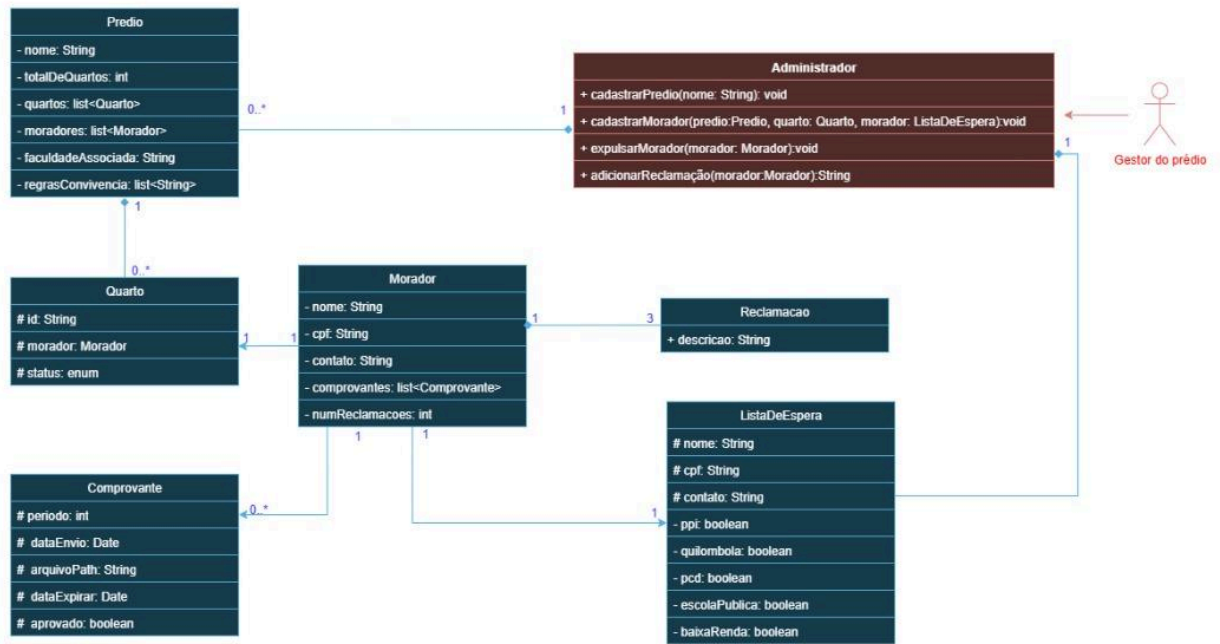 Predio
- nome: String
- totalDeQuartos: int
- quartos: list<Quarto>
- moradores: list<Morador>
- faculdadeAssociada: String
- regrasConvivencia: list<String>
0..*
1
Administrador
+ cadastrarPredio(nome: String): void
+ cadastrarMorador(predio:Predio, quarto: Quarto, morador: ListaDeEspera):void
+ expulsarMorador(morador: Morador):void
+ adicionarReclamação(morador:Morador):String
1
Gestor do prédio
1
0..*
Quarto
# id: String
# morador: Morador
# status: enum
1
1
Morador
- nome: String
- cpf: String
- contato: String
- comprovantes: list<Comprovante>
- numReclamacoes: int
1
3
Reclamacao
+ descricao: String
1
1
Comprovante
# periodo: int
# dataEnvio: Date
# arquivoPath: String
# dataExpirar: Date
# aprovado: boolean
0..*
1
ListaDeEspera
# nome: String
# cpf: String
# contato: String
- ppi: boolean
- quilombola: boolean
- pcd: boolean
- escolaPublica: boolean
- baixaRenda: boolean